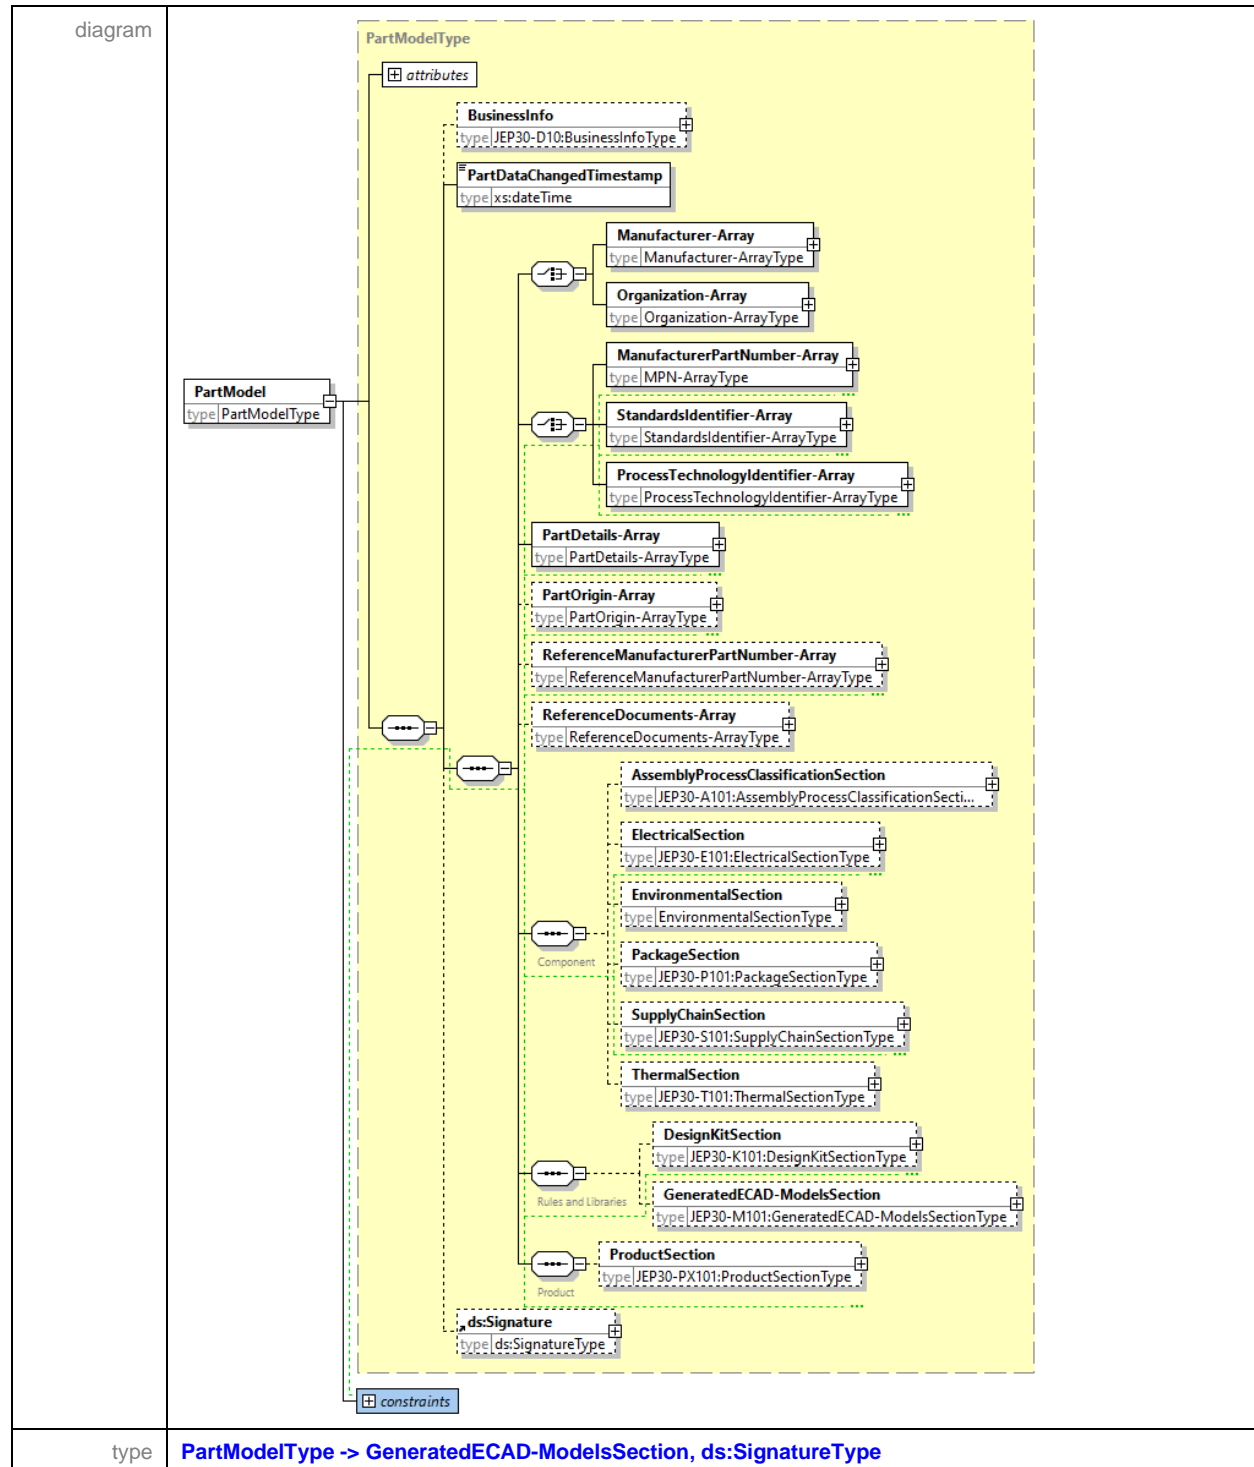 diagram
PartModelType
attributes
BusinessInfo
type JEP30-D10:BusinessInfoType
PartDataChangedTimestamp
type xs:dateTime
Manufacturer-Array
type Manufacturer-ArrayType
Organization-Array
type Organization-ArrayType
ManufacturerPartNumber-Array
type MPN-ArrayType
PartModel
type PartModelType
StandardsIdentifier-Array
type StandardsIdentifier-ArrayType
ProcessTechnologyIdentifier-Array
type ProcessTechnologyIdentifier-ArrayType
PartDetails-Array
type PartDetails-ArrayType
PartOrigin-Array
type PartOrigin-ArrayType
ReferenceManufacturerPartNumber-Array
type ReferenceManufacturerPartNumber-ArrayType
ReferenceDocuments-Array
type ReferenceDocuments-ArrayType
AssemblyProcessClassificationSection
type JEP30-A101:AssemblyProcessClassificationSecti...
ElectricalSection
type JEP30-E101:ElectricalSectionType
EnvironmentalSection
type EnvironmentalSectionType
Component
PackageSection
type JEP30-P101:PackageSectionType
SupplyChainSection
type JEP30-S101:SupplyChainSectionType
ThermalSection
type JEP30-T101:ThermalSectionType
DesignKitSection
type JEP30-K101:DesignKitSectionType
Rules and Libraries
GeneratedECAD-ModelsSection
type JEP30-M101:GeneratedECAD-ModelsSectionType
ProductSection
type JEP30-PX101:ProductSectionType
Product
ds:Signature
type ds:SignatureType
constraints
type PartModelType -> GeneratedECAD-ModelsSection, ds:SignatureType